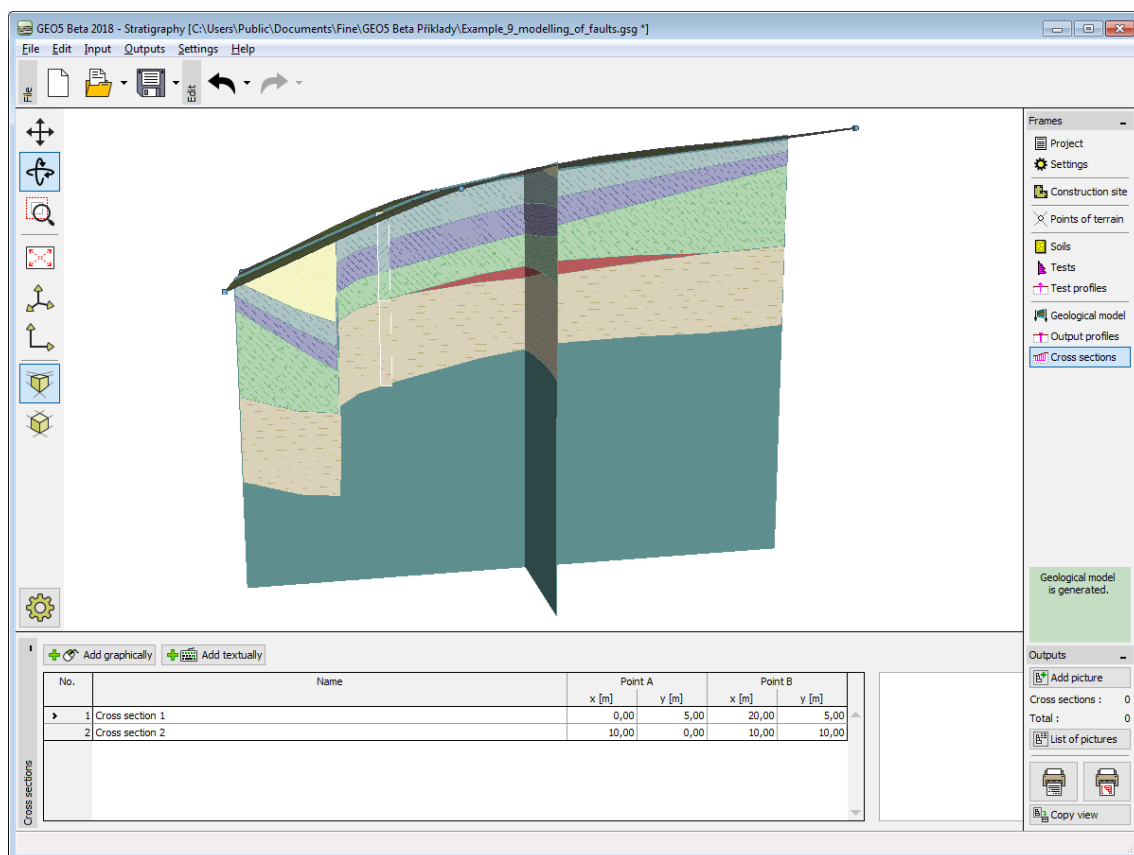 GEO5 Beta 2018 - Stratigraphy [C:\Users\Public\Documents\Fine\GEO5 Beta Příklady\Example_9_modelling_of_faults.gsg *]
File Edit Input Outputs Settings Help
File
Edit
Frames
Project
Settings
Construction site
Points of terrain
Soils
Tests
Test profiles
Geological model
Output profiles
Cross sections
Geological model
is generated.
Add graphically Add textually
No. Name Point A Point B
x [m] y [m] x [m] y [m]
1 Cross section 1 0,00 5,00 20,00 5,00
2 Cross section 2 10,00 0,00 10,00 10,00
Cross sections
Outputs
Add picture
Cross sections : 0
Total : 0
List of pictures
Copy view